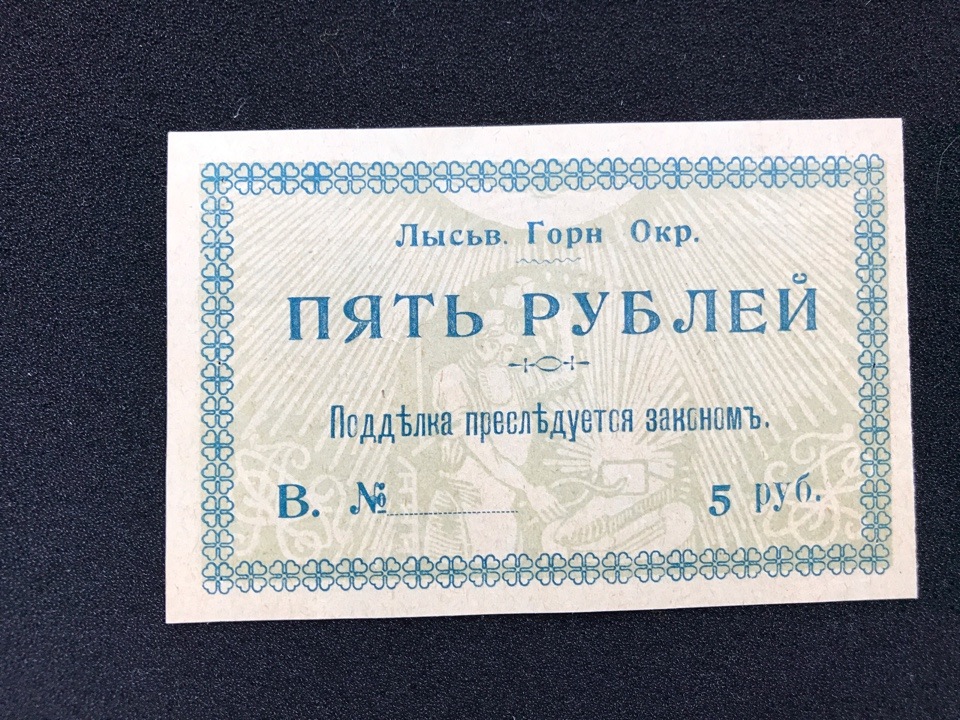 Лысьв. Горн Окр.
ПЯТЬ РУБЛЕЙ
Поддѣлка преслѣдуется закономъ.
В. № 5 руб.